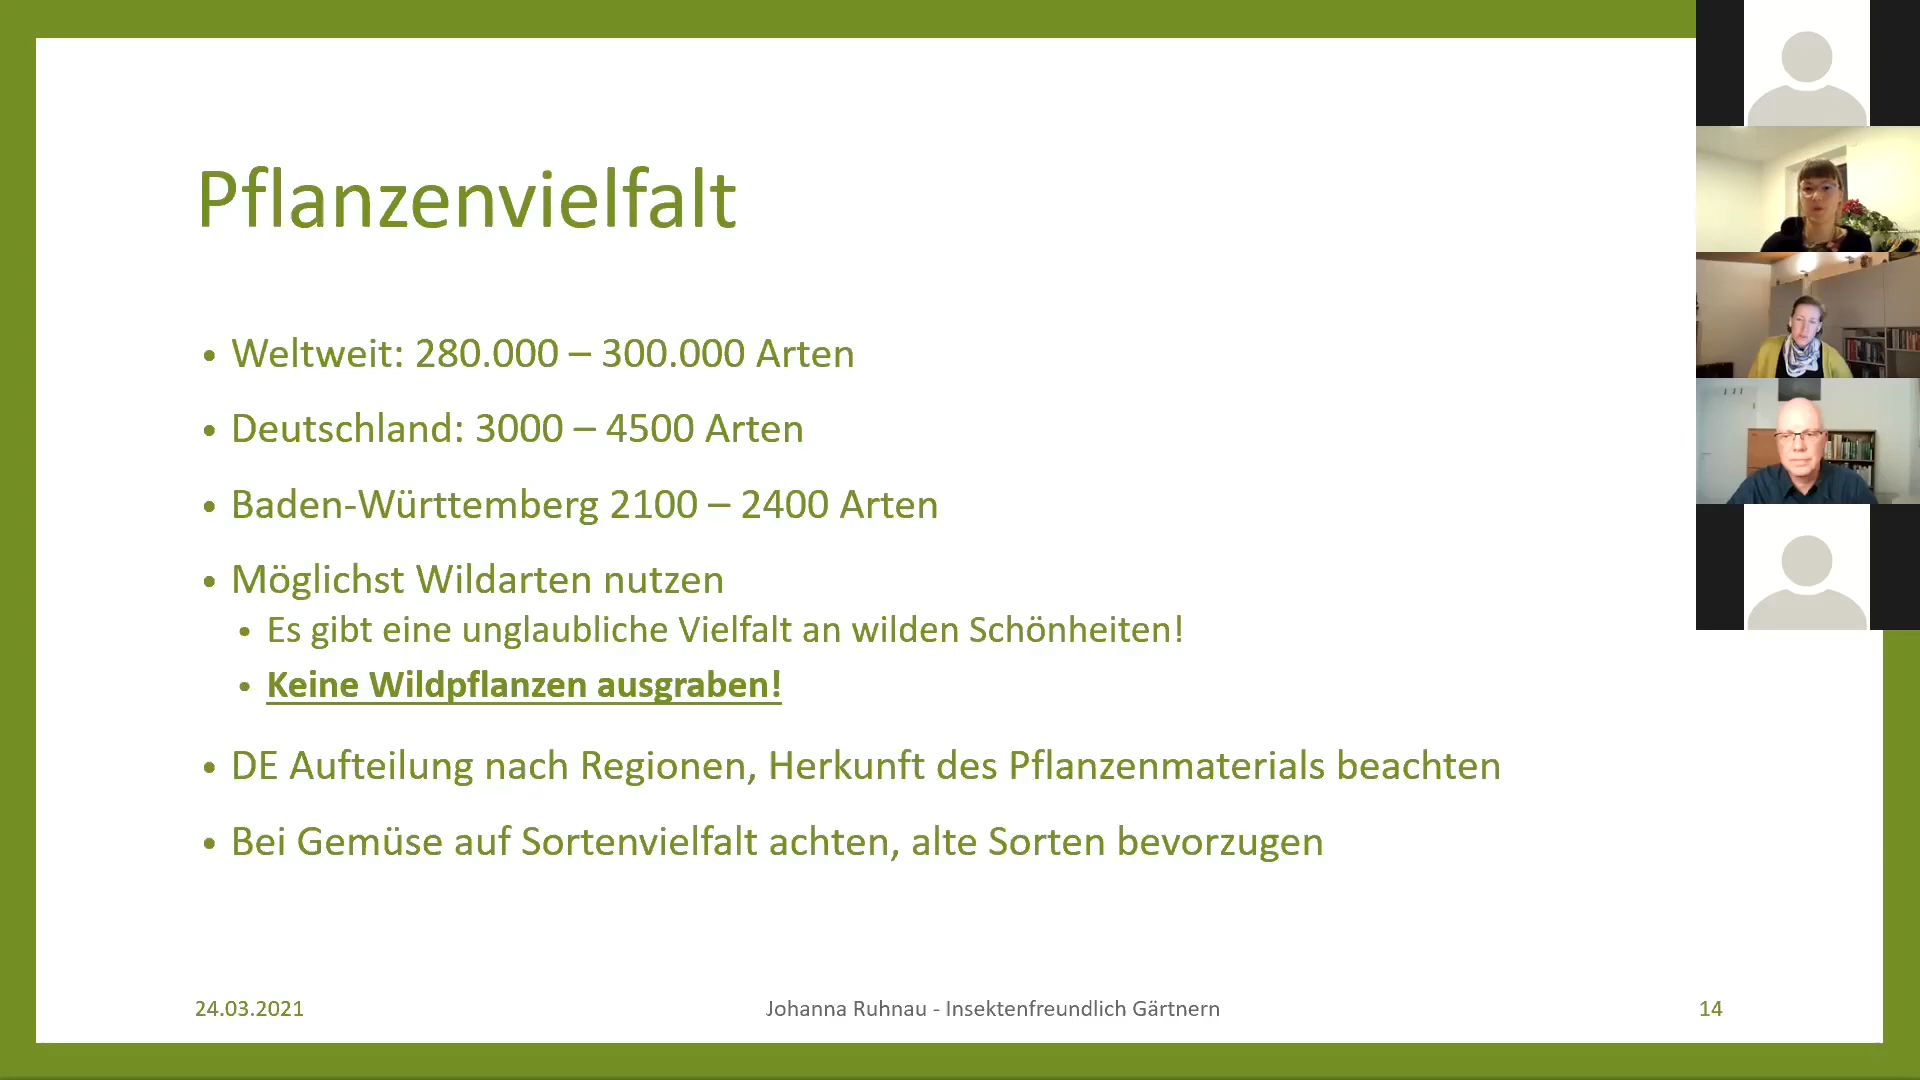 Pflanzenvielfalt
• Weltweit: 280.000 – 300.000 Arten
• Deutschland: 3000 – 4500 Arten
• Baden-Württemberg 2100 – 2400 Arten
• Möglichst Wildarten nutzen
• Es gibt eine unglaubliche Vielfalt an wilden Schönheiten!
• Keine Wildpflanzen ausgraben!
• DE Aufteilung nach Regionen, Herkunft des Pflanzenmaterials beachten
• Bei Gemüse auf Sortenvielfalt achten, alte Sorten bevorzugen
24.03.2021
Johanna Ruhnau - Insektenfreundlich Gärtnern
14